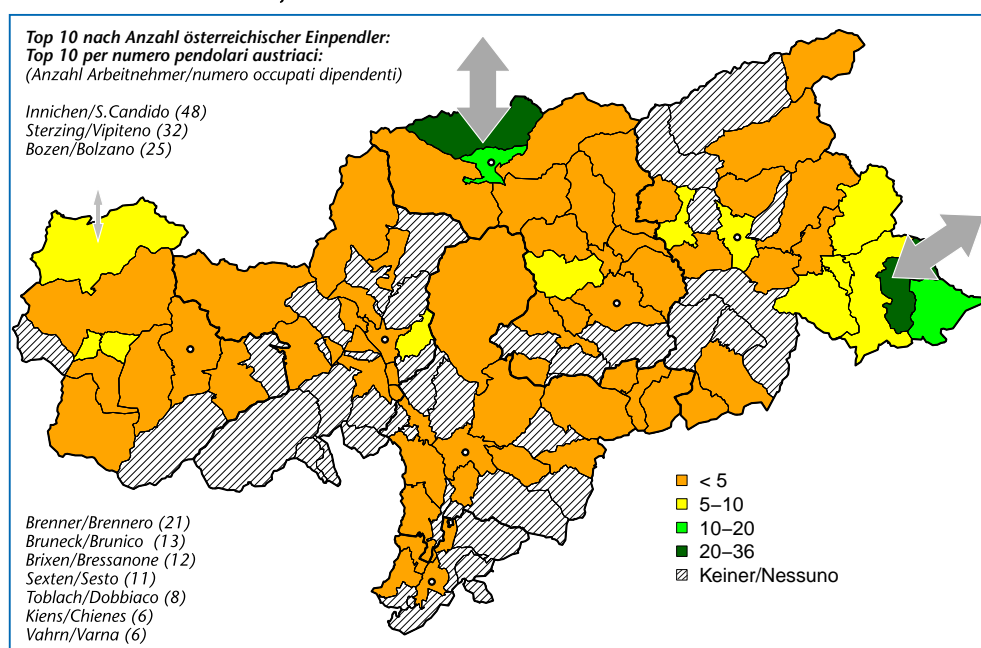 Top 10 nach Anzahl österreichischer Einpendler:
Top 10 per numero pendolari austriaci:
(Anzahl Arbeitnehmer/numero occupati dipendenti)
Innichen/S.Candido (48)
Sterzing/Vipiteno (32)
Bozen/Bolzano (25)
< 5
5–10
10–20
20–36
Keiner/Nessuno
Brenner/Brennero (21)
Bruneck/Brunico (13)
Brixen/Bressanone (12)
Sexten/Sesto (11)
Toblach/Dobbiaco (8)
Kiens/Chienes (6)
Vahrn/Varna (6)